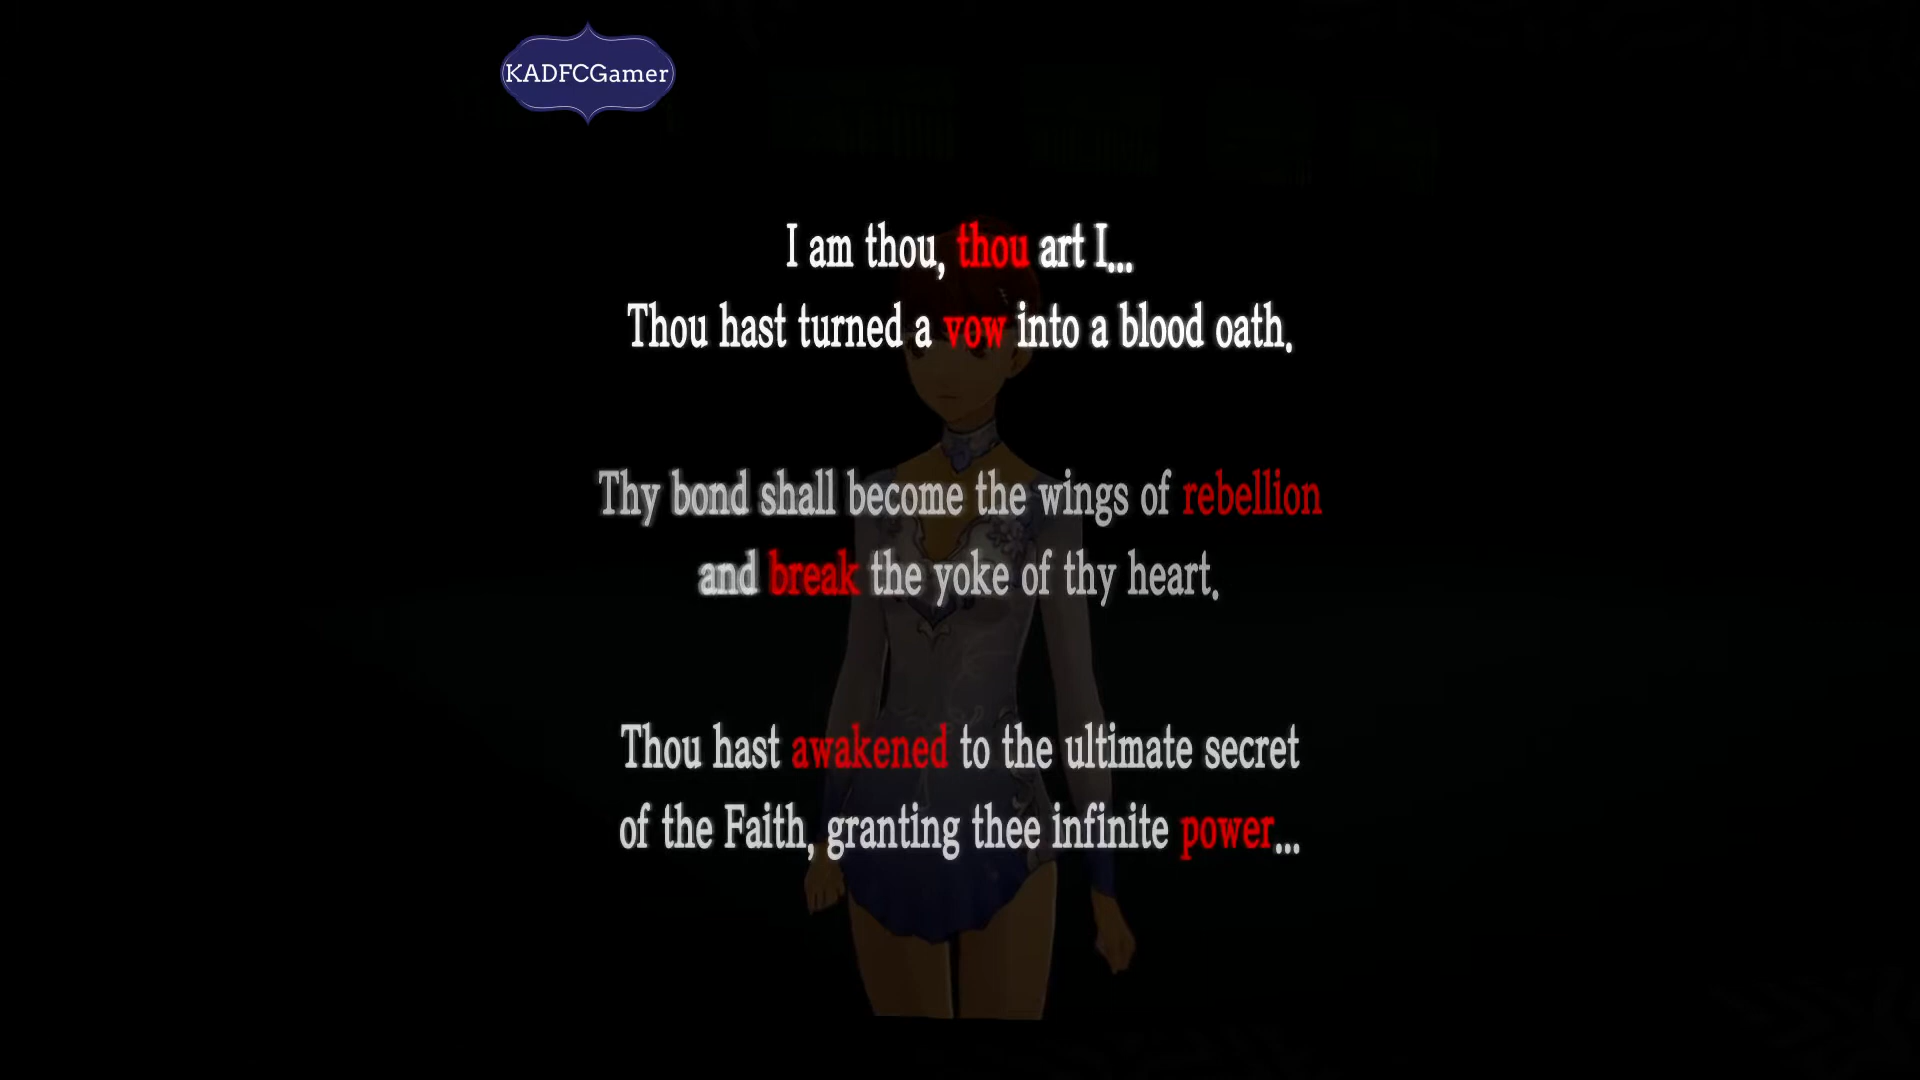 KADFCGamer
I am thou, thou art I...
Thou hast turned a vow into a blood oath.
Thy bond shall become the wings of rebellion
and break the yoke of thy heart.
Thou hast awakened to the ultimate secret
of the Faith, granting thee infinite power...